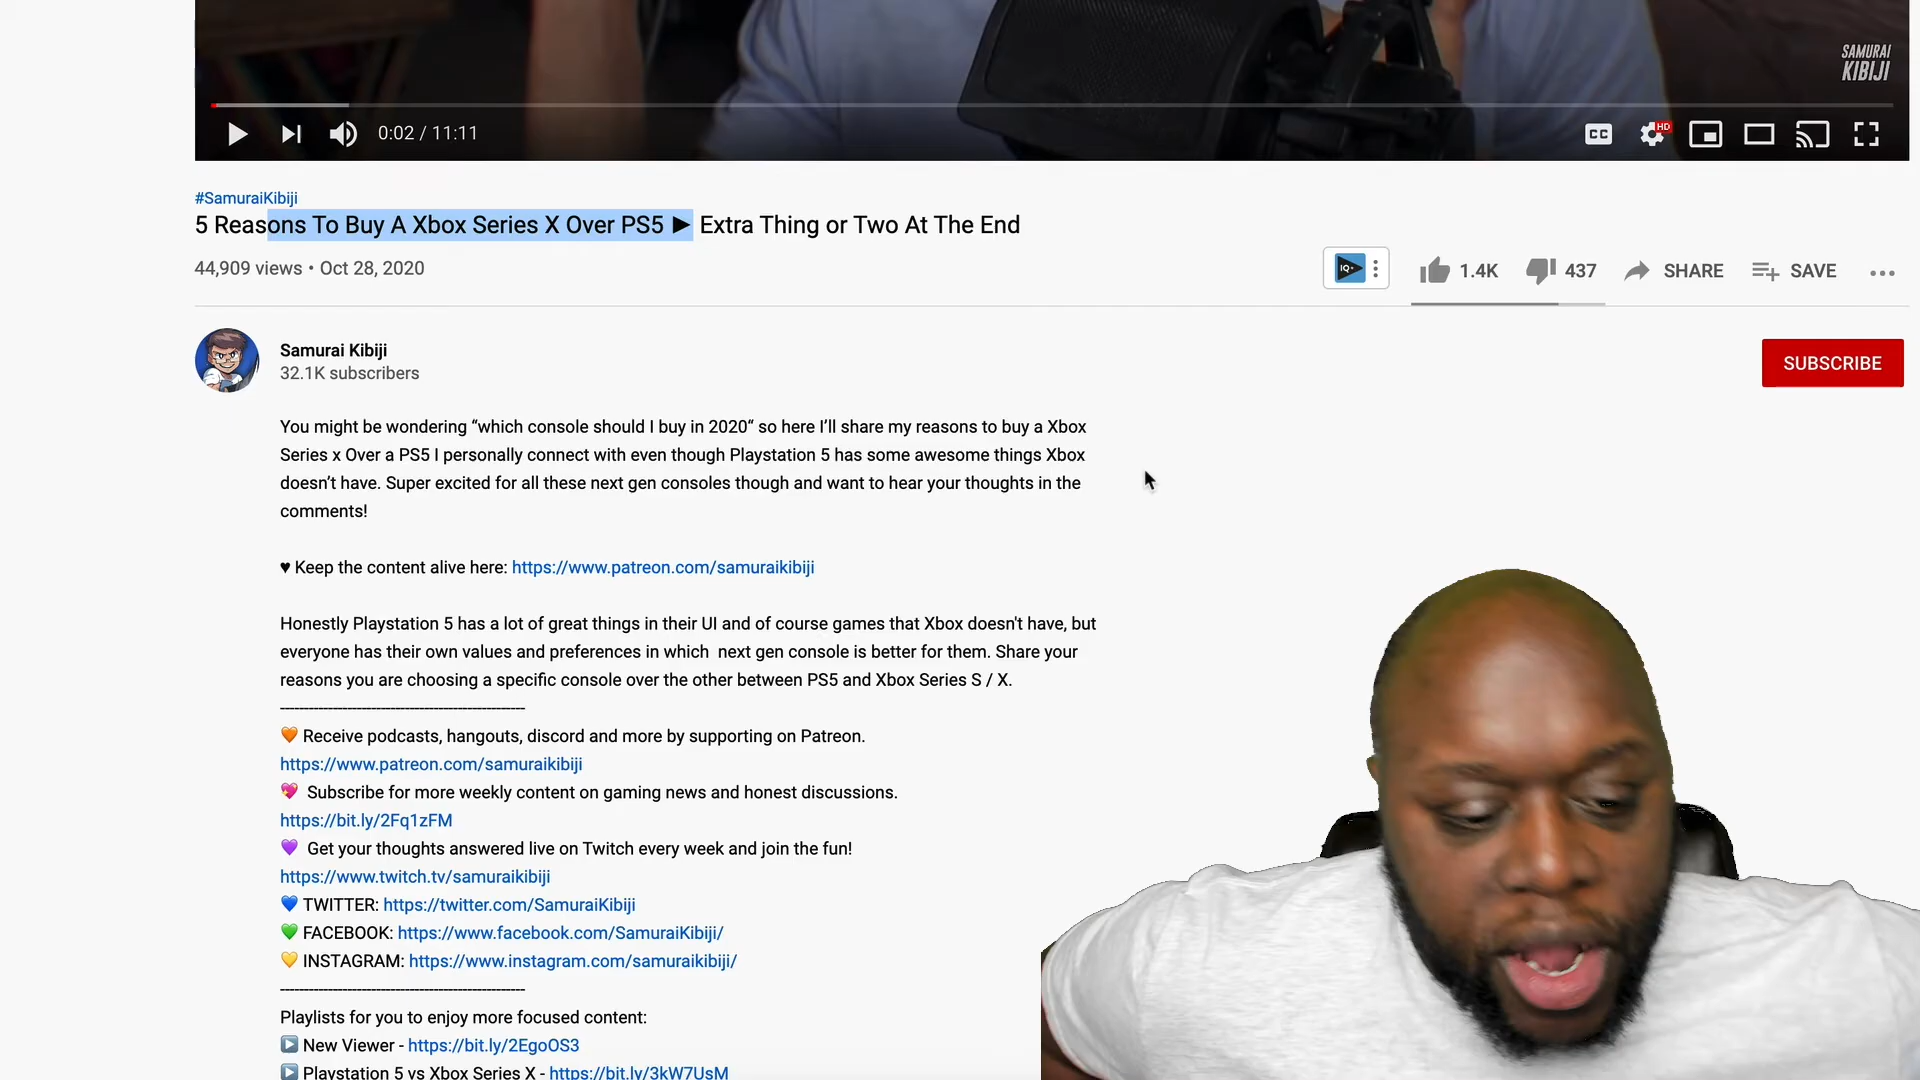 SAMURAI
KIBIJI
0:02 / 11:11
CC
HD
#SamuraiKibiji
5 Reasons To Buy A Xbox Series X Over PS5 ► Extra Thing or Two At The End
44,909 views • Oct 28, 2020
IQ
1.4K
437
SHARE
SAVE
Samurai Kibiji
32.1K subscribers
SUBSCRIBE
You might be wondering “which console should I buy in 2020“ so here I’ll share my reasons to buy a Xbox
Series x Over a PS5 I personally connect with even though Playstation 5 has some awesome things Xbox
doesn’t have. Super excited for all these next gen consoles though and want to hear your thoughts in the
comments!
♥ Keep the content alive here: https://www.patreon.com/samuraikibiji
Honestly Playstation 5 has a lot of great things in their UI and of course games that Xbox doesn't have, but
everyone has their own values and preferences in which next gen console is better for them. Share your
reasons you are choosing a specific console over the other between PS5 and Xbox Series S / X.
--------------------------------------------------
🧡 Receive podcasts, hangouts, discord and more by supporting on Patreon.
https://www.patreon.com/samuraikibiji
💖 Subscribe for more weekly content on gaming news and honest discussions.
https://bit.ly/2Fq1zFM
💜 Get your thoughts answered live on Twitch every week and join the fun!
https://www.twitch.tv/samuraikibiji
💙 TWITTER: https://twitter.com/SamuraiKibiji
💚 FACEBOOK: https://www.facebook.com/SamuraiKibiji/
💛 INSTAGRAM: https://www.instagram.com/samuraikibiji/
--------------------------------------------------
Playlists for you to enjoy more focused content:
▶️ New Viewer - https://bit.ly/2EgoOS3
▶️ Playstation 5 vs Xbox Series X - https://bit.ly/3kW7UsM